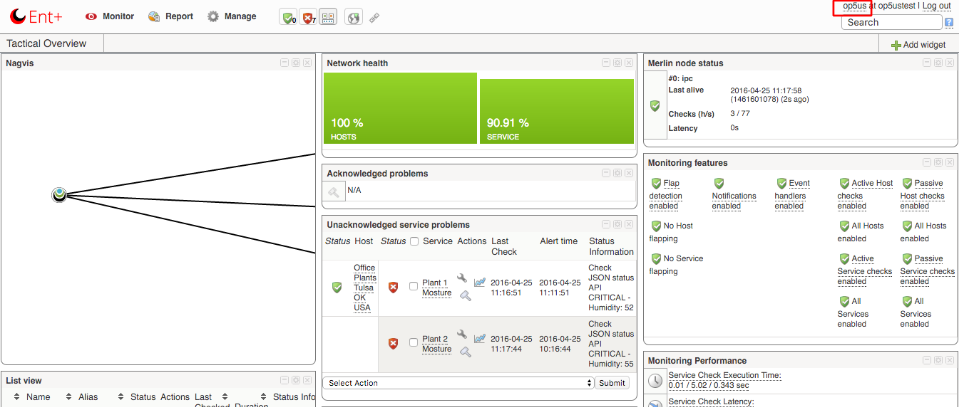 Ent+
Monitor
Report
Manage
0
7
op5us at op5ustest | Log out
Search
?
Tactical Overview
Add widget
Nagvis
Network health
100 %
HOSTS
90.91 %
SERVICE
Acknowledged problems
N/A
Unacknowledged service problems
Status Host Status Service Actions Last Check Alert time Status Information
Office Plants Tulsa OK USA
Plant 1 Mosture
2016-04-25 11:16:51
2016-04-25 11:11:51
Check JSON status API CRITICAL - Humidity: 52
Plant 2 Mosture
2016-04-25 11:17:44
2016-04-25 10:16:44
Check JSON status API CRITICAL - Humidity: 55
Select Action
Submit
Merlin node status
#0: ipc
Last alive 2016-04-25 11:17:58 (1461601078) (2s ago)
Checks (h/s) 3 / 77
Latency 0s
Monitoring features
Flap detection enabled
Notifications enabled
Event handlers enabled
Active Host checks enabled
Passive Host checks enabled
No Host flapping
All Hosts enabled
All Hosts enabled
No Service flapping
Active Service checks enabled
Passive Service checks enabled
All Services enabled
All Services enabled
Monitoring Performance
Service Check Execution Time:
0.01 / 5.02 / 0.343 sec
Service Check Latency:
List view
Name Alias Status Actions Last Checked Duration Status Info